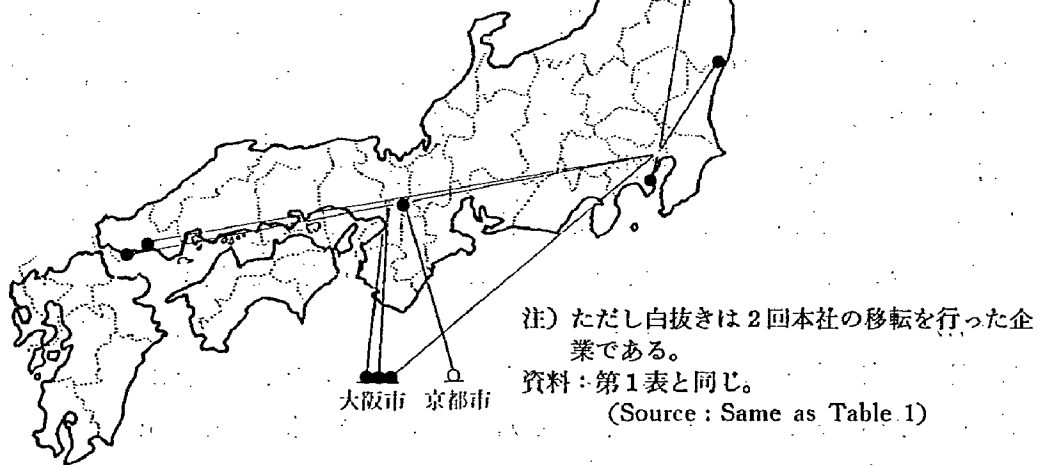 大阪市 京都市
注）ただし白抜きは2回本社の移転を行った企
業である。
資料：第1表と同じ。
(Source : Same as Table 1)